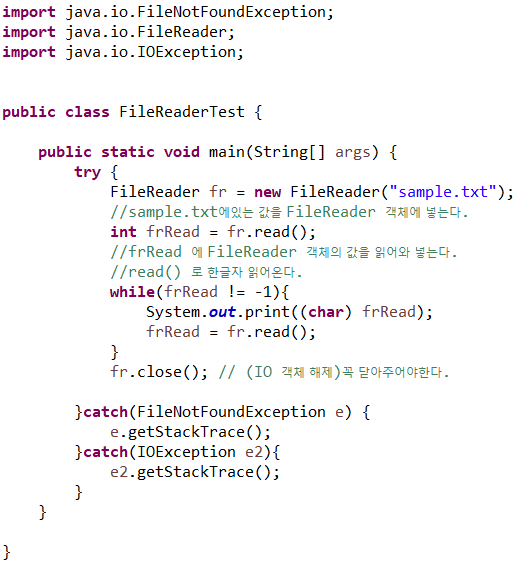 import java.io.FileNotFoundException;
import java.io.FileReader;
import java.io.IOException;
public class FileReaderTest {
public static void main(String[] args) {
try {
FileReader fr = new FileReader("sample.txt");
//sample.txt에있는 값을 FileReader 객체에 넣는다.
int frRead = fr.read();
//frRead 에 FileReader 객체의 값을 읽어와 넣는다.
//read() 로 한글자 읽어온다.
while(frRead != -1){
System.out.print((char) frRead);
frRead = fr.read();
}
fr.close(); // (IO 객체 해제)꼭 닫아주어야한다.
}catch(FileNotFoundException e) {
e.getStackTrace();
}catch(IOException e2){
e2.getStackTrace();
}
}
}